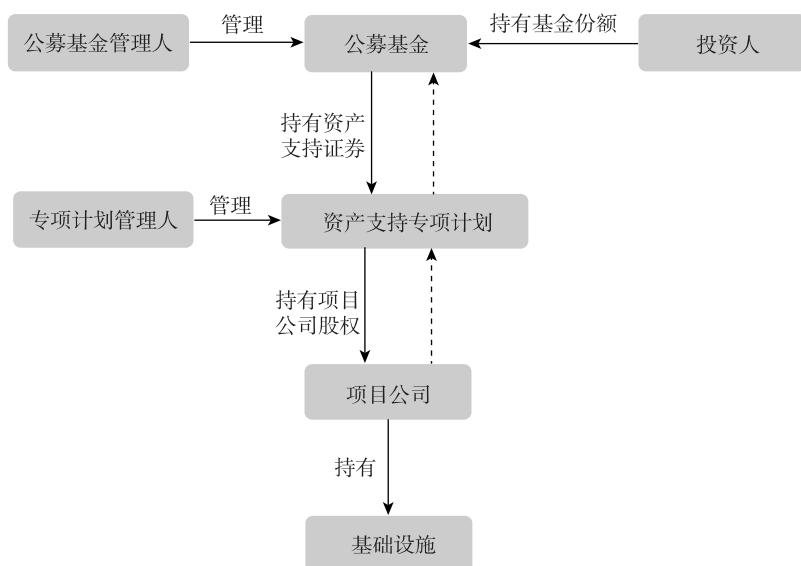 管理
持有基金份额
公募基金管理人
公募基金
投资人
持有资产
支持证券
管理
专项计划管理人
资产支持专项计划
持有项目
公司股权
项目公司
持有
基础设施